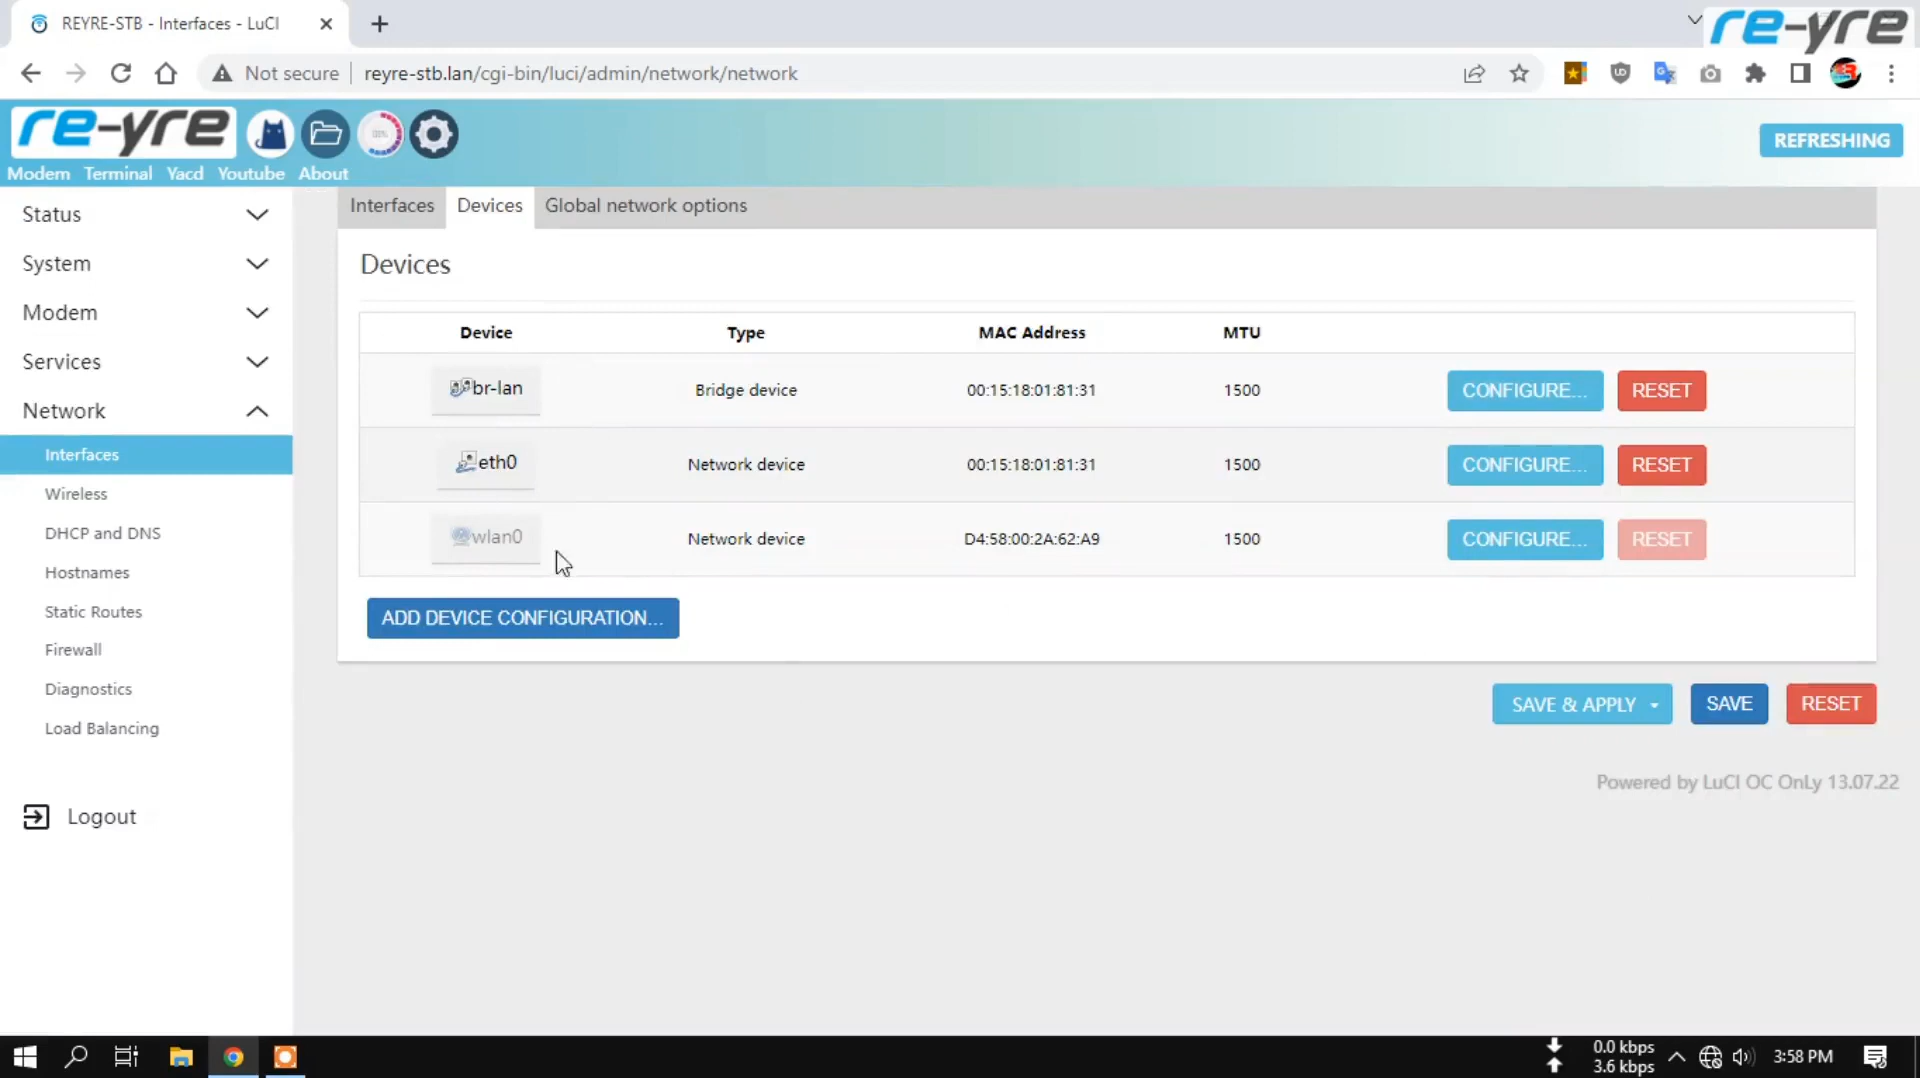 REYRE-STB - Interfaces - LuCI
re-yre
Not secure
reyre-stb.lan/cgi-bin/luci/admin/network/network
re-yre
REFRESHING
Modem Terminal Yacd Youtube About
Status
System
Modem
Services
Network
Interfaces
Wireless
DHCP and DNS
Hostnames
Static Routes
Firewall
Diagnostics
Load Balancing
Logout
Interfaces Devices Global network options
Devices
Device Type MAC Address MTU
br-lan Bridge device 00:15:18:01:81:31 1500 CONFIGURE... RESET
eth0 Network device 00:15:18:01:81:31 1500 CONFIGURE... RESET
wlan0 Network device D4:58:00:2A:62:A9 1500 CONFIGURE... RESET
ADD DEVICE CONFIGURATION...
SAVE & APPLY SAVE RESET
Powered by LuCI OC OnLy 13.07.22
0.0 kbps
3.6 kbps
3:58 PM